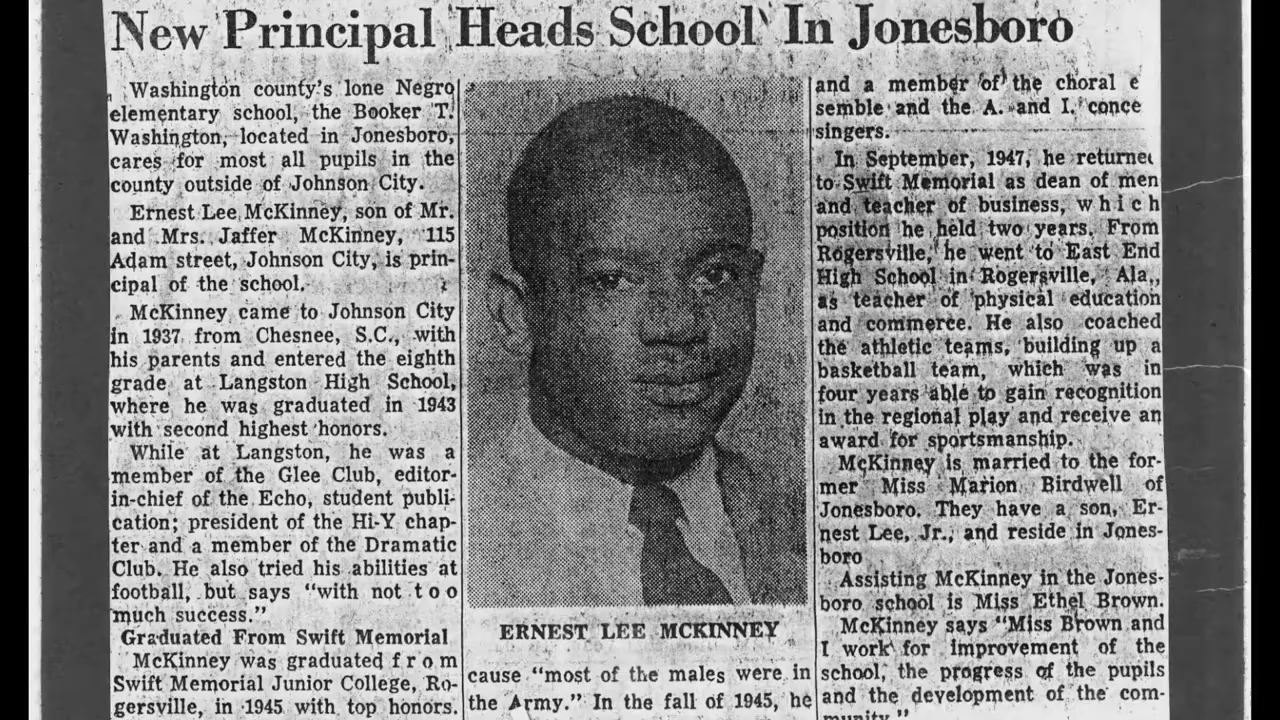 New Principal Heads School In Jonesboro
Washington county's lone Negro
elementary school, the Booker T.
Washington, located in Jonesboro,
cares for most all pupils in the
county outside of Johnson City.
Ernest Lee McKinney, son of Mr.
and Mrs. Jaffer McKinney, 115
Adam street, Johnson City, is prin-
cipal of the school.
McKinney came to Johnson City
in 1937 from Chesnee, S.C., with
his parents and entered the eighth
grade at Langston High School,
where he was graduated in 1943
with second highest honors.
While at Langston, he was a
member of the Glee Club, editor-
in-chief of the Echo, student publi-
cation; president of the Hi-Y chap-
ter and a member of the Dramatic
Club. He also tried his abilities at
football, but says "with not too
much success."
Graduated From Swift Memorial
McKinney was graduated from
Swift Memorial Junior College, Ro-
gersville, in 1945 with top honors.
ERNEST LEE MCKINNEY
cause "most of the males were in
the Army." In the fall of 1945, he
and a member of the choral e
semble and the A. and I. conce
singers.
In September, 1947, he returned
to Swift Memorial as dean of men
and teacher of business, which
position he held two years. From
Rogersville, he went to East End
High School in Rogersville, Ala.,
as teacher of physical education
and commerce. He also coached
the athletic teams, building up a
basketball team, which was in
four years able to gain recognition
in the regional play and receive an
award for sportsmanship.
McKinney is married to the for-
mer Miss Marion Birdwell of
Jonesboro. They have a son, Er-
nest Lee, Jr., and reside in Jones-
boro
Assisting McKinney in the Jones-
boro school is Miss Ethel Brown.
McKinney says "Miss Brown and
I work for improvement of the
school, the progress of the pupils
and the development of the com-
munity."